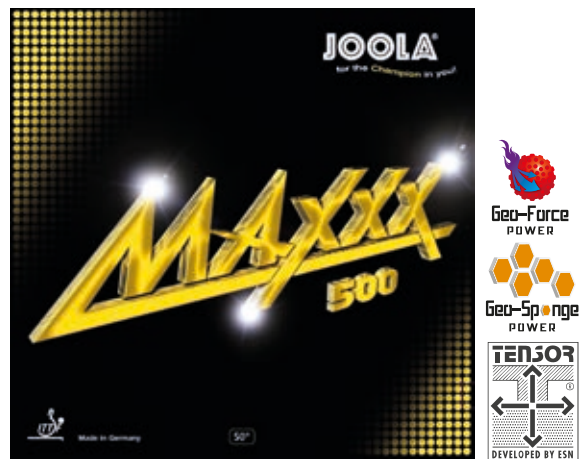 JOOLA®
for the Champion in you!
MAXXX
500
ITTF
Made in Germany
50°
Geo-Force
POWER
Geo-Sponge
POWER
TENSOR
®
DEVELOPED BY ESN